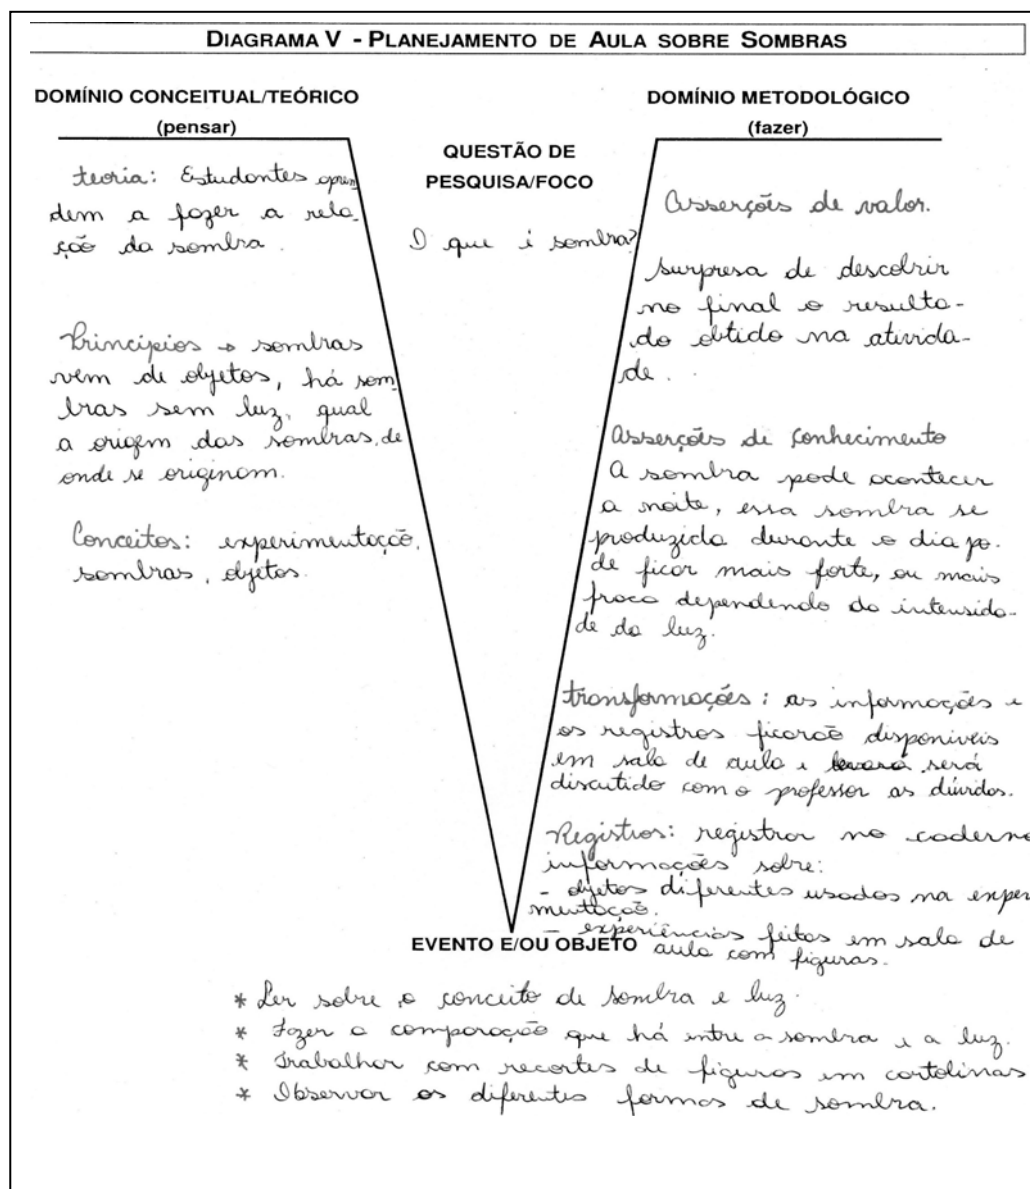 DIAGRAMA V - PLANEJAMENTO DE AULA SOBRE SOMBRAS
DOMÍNIO CONCEITUAL/TEÓRICO
(pensar)
teoria: Estudantes apren
dem a fazer a rela-
ção da sombra.
Princípios → sombras
vem de objetos, há som
bras sem luz, qual
a origem das sombras, de
onde se originam.
Conceitos: experimentação,
sombras, objetos.
QUESTÃO DE
PESQUISA/FOCO
O que é sombra?
DOMÍNIO METODOLÓGICO
(fazer)
Asserções de valor.
surpresa de descobrir
no final o resulta-
do obtido na ativida-
de.
Asserções de conhecimento
A sombra pode acontecer
a noite, essa sombra se
produzida durante o dia po-
de ficar mais forte, ou mais
fraca dependendo da intensida-
de da luz.
transformações: as informações e
os registros ficarão disponíveis
em sala de aula e será
discutido com o professor as dúvidas.
Registros: registrar no caderno
informações sobre:
- objetos diferentes usados na experi
mentação.
- experiências feitas em sala de
aula com figuras.
EVENTO E/OU OBJETO
* Ler sobre o conceito de sombra e luz.
* Fazer a comparação que há entre a sombra e a luz.
* Trabalhar com recortes de figuras em cartolinas
* Observar as diferentes formas de sombra.